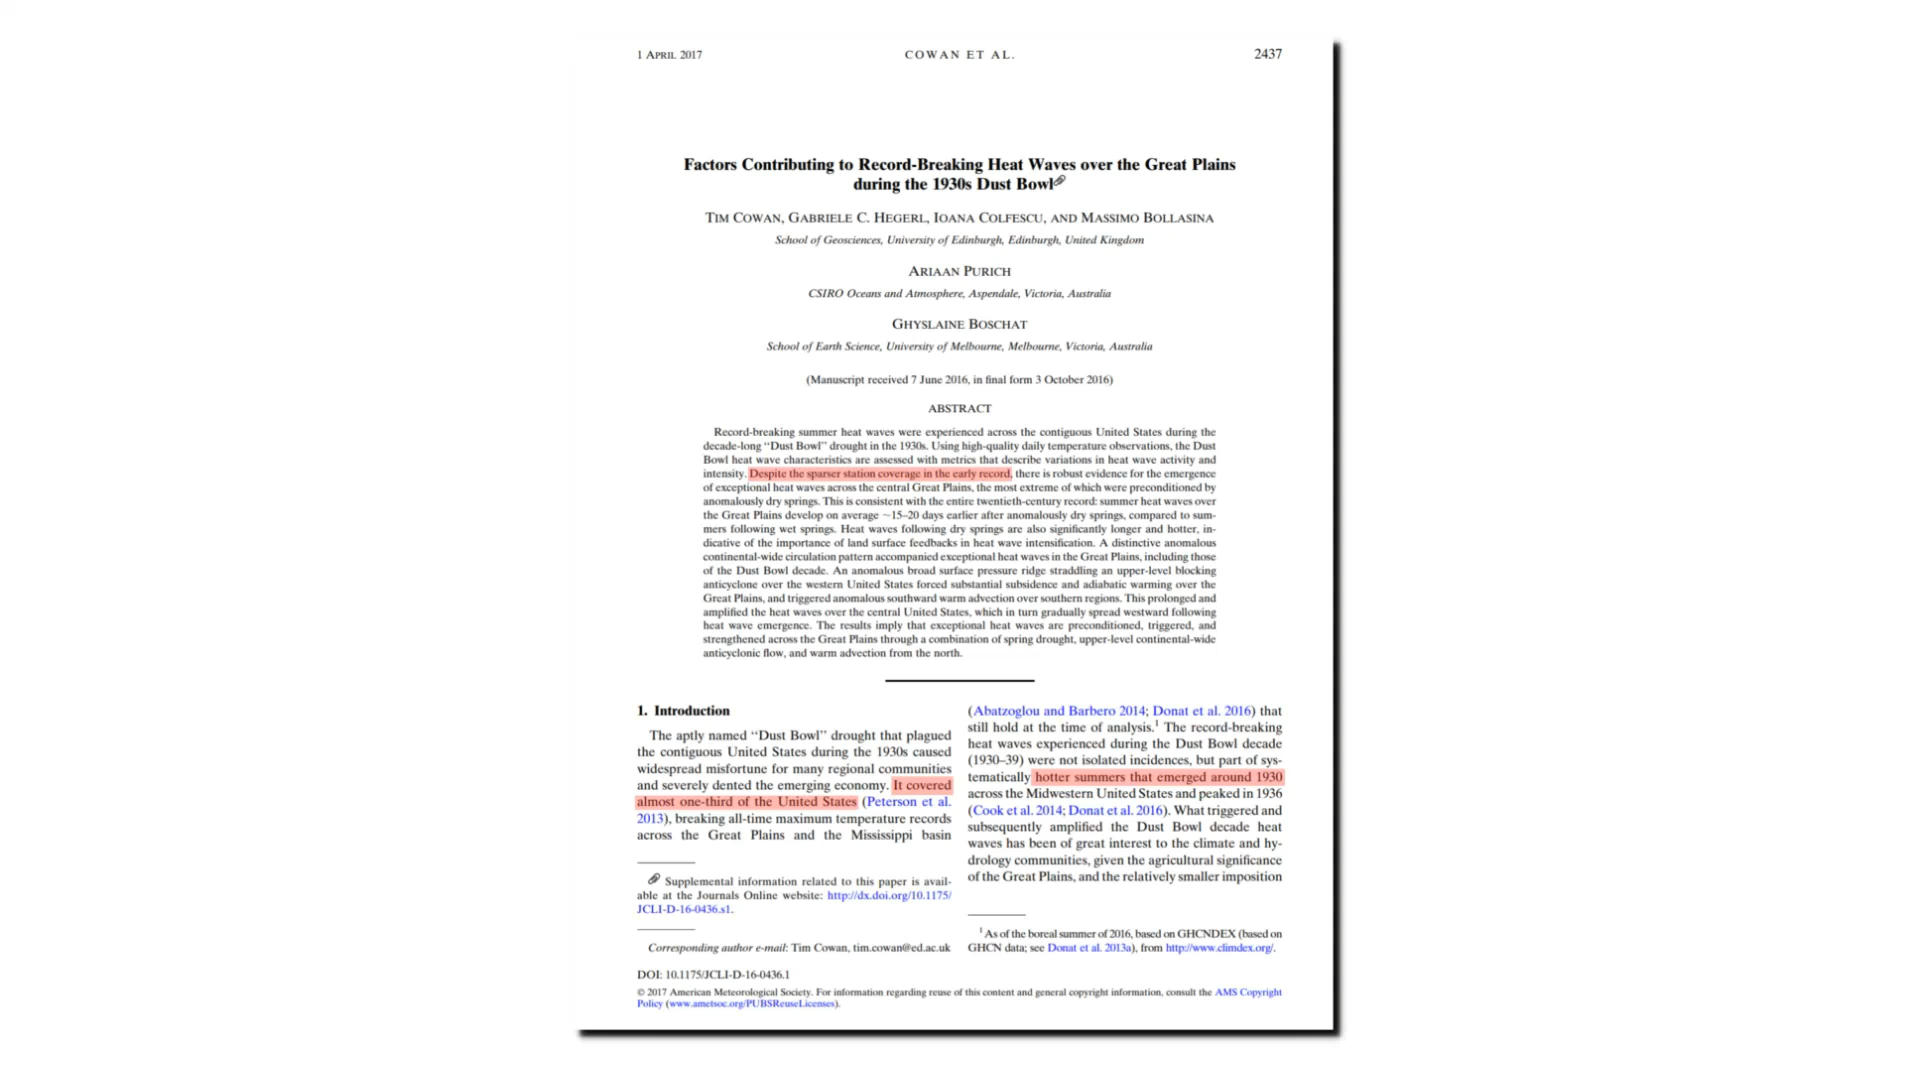 1 APRIL 2017
COWAN ET AL.
2437
Factors Contributing to Record-Breaking Heat Waves over the Great Plains
during the 1930s Dust Bowl
TIM COWAN, GABRIELE C. HEGERL, IOANA COLFESCU, AND MASSIMO BOLLASINA
School of Geosciences, University of Edinburgh, Edinburgh, United Kingdom
ARIAAN PURICH
CSIRO Oceans and Atmosphere, Aspendale, Victoria, Australia
GHYSLAINE BOSCHAT
School of Earth Science, University of Melbourne, Melbourne, Victoria, Australia
(Manuscript received 7 June 2016, in final form 3 October 2016)
ABSTRACT
Record-breaking summer heat waves were experienced across the contiguous United States during the
decade-long “Dust Bowl” drought in the 1930s. Using high-quality daily temperature observations, the Dust
Bowl heat wave characteristics are assessed with metrics that describe variations in heat wave activity and
intensity. Despite the sparser station coverage in the early record, there is robust evidence for the emergence
of exceptional heat waves across the central Great Plains, the most extreme of which were preconditioned by
anomalously dry springs. This is consistent with the entire twentieth-century record: summer heat waves over
the Great Plains develop on average ~15–20 days earlier after anomalously dry springs, compared to sum-
mers following wet springs. Heat waves following dry springs are also significantly longer and hotter, in-
dicative of the importance of land surface feedbacks in heat wave intensification. A distinctive anomalous
continental-wide circulation pattern accompanied exceptional heat waves in the Great Plains, including those
of the Dust Bowl decade. An anomalous broad surface pressure ridge straddling an upper-level blocking
anticyclone over the western United States forced substantial subsidence and adiabatic warming over the
Great Plains, and triggered anomalous southward warm advection over southern regions. This prolonged and
amplified the heat waves over the central United States, which in turn gradually spread westward following
heat wave emergence. The results imply that exceptional heat waves are preconditioned, triggered, and
strengthened across the Great Plains through a combination of spring drought, upper-level continental-wide
anticyclonic flow, and warm advection from the north.
1. Introduction
The aptly named “Dust Bowl” drought that plagued
the contiguous United States during the 1930s caused
widespread misfortune for many regional communities
and severely dented the emerging economy. It covered
almost one-third of the United States (Peterson et al.
2013), breaking all-time maximum temperature records
across the Great Plains and the Mississippi basin
Supplemental information related to this paper is avail-
able at the Journals Online website: http://dx.doi.org/10.1175/
JCLI-D-16-0436.s1.
Corresponding author e-mail: Tim Cowan, tim.cowan@ed.ac.uk
(Abatzoglou and Barbero 2014; Donat et al. 2016) that
still hold at the time of analysis.1 The record-breaking
heat waves experienced during the Dust Bowl decade
(1930–39) were not isolated incidences, but part of sys-
tematically hotter summers that emerged around 1930
across the Midwestern United States and peaked in 1936
(Cook et al. 2014; Donat et al. 2016). What triggered and
subsequently amplified the Dust Bowl decade heat
waves has been of great interest to the climate and hy-
drology communities, given the agricultural significance
of the Great Plains, and the relatively smaller imposition
1 As of the boreal summer of 2016, based on GHCNDEX (based on
GHCN data; see Donat et al. 2013a), from http://www.climdex.org/.
DOI: 10.1175/JCLI-D-16-0436.1
© 2017 American Meteorological Society. For information regarding reuse of this content and general copyright information, consult the AMS Copyright
Policy (www.ametsoc.org/PUBSReuseLicenses).